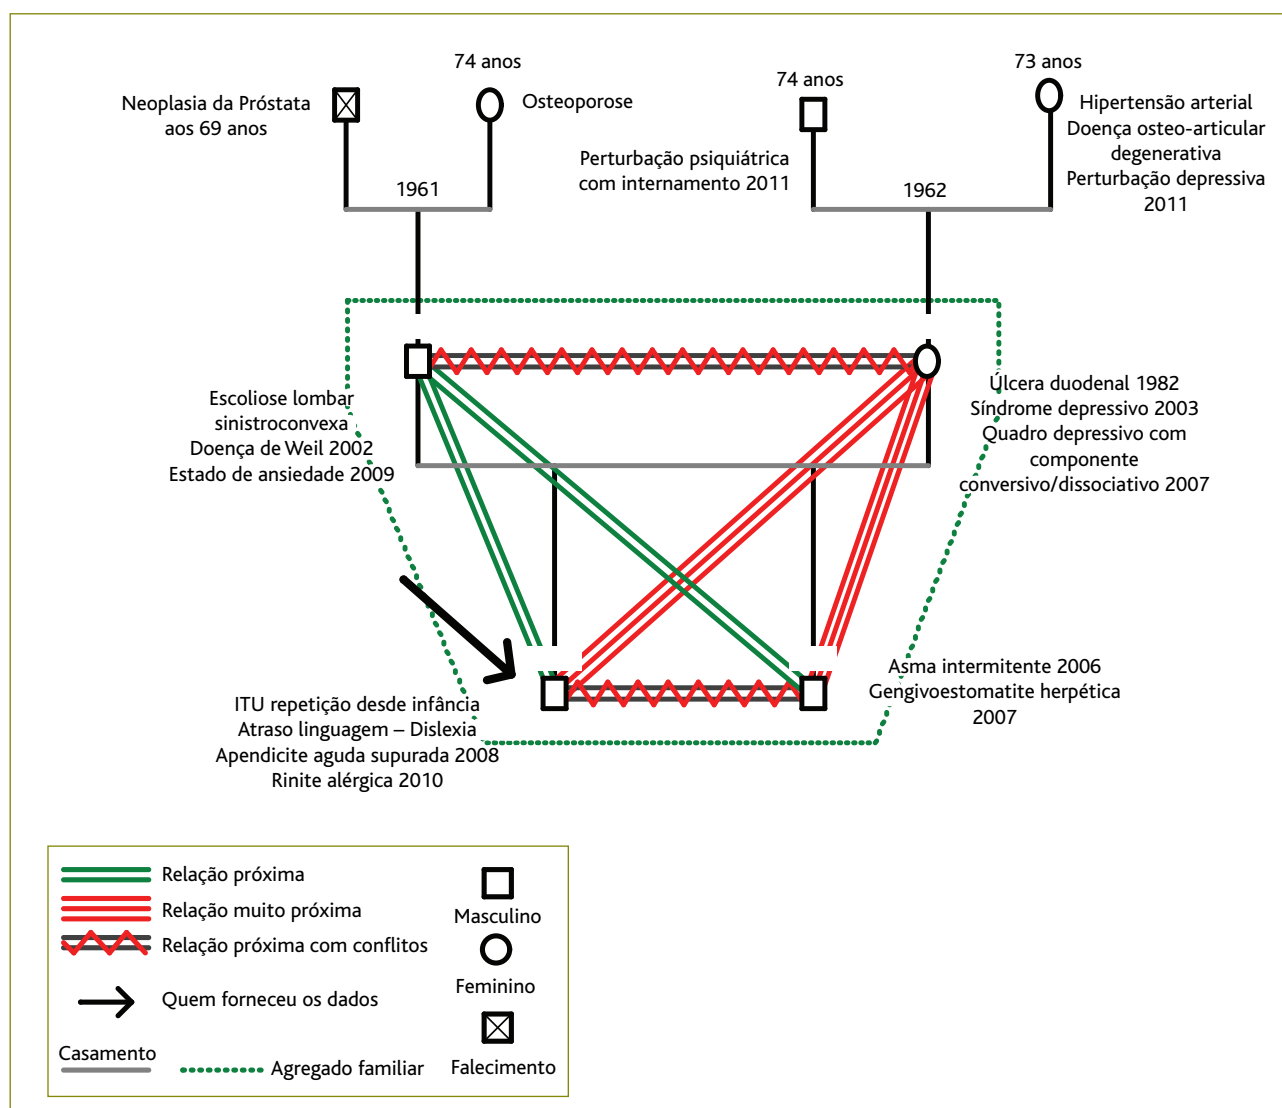 74 anos
Neoplasia da Próstata
aos 69 anos
Osteoporose
1961
74 anos
73 anos
Perturbação psiquiátrica
com internamento 2011
Hipertensão arterial
Doença osteo-articular
degenerativa
Perturbação depressiva
2011
1962
Escoliose lombar
sinistroconvexa
Doença de Weil 2002
Estado de ansiedade 2009
Úlcera duodenal 1982
Síndrome depressivo 2003
Quadro depressivo com
componente
conversivo/dissociativo 2007
ITU repetição desde infância
Atraso linguagem – Dislexia
Apendicite aguda supurada 2008
Rinite alérgica 2010
Asma intermitente 2006
Gengivoestomatite herpética
2007
Relação próxima
Relação muito próxima
Relação próxima com conflitos
Quem forneceu os dados
Casamento
Agregado familiar
Masculino
Feminino
Falecimento